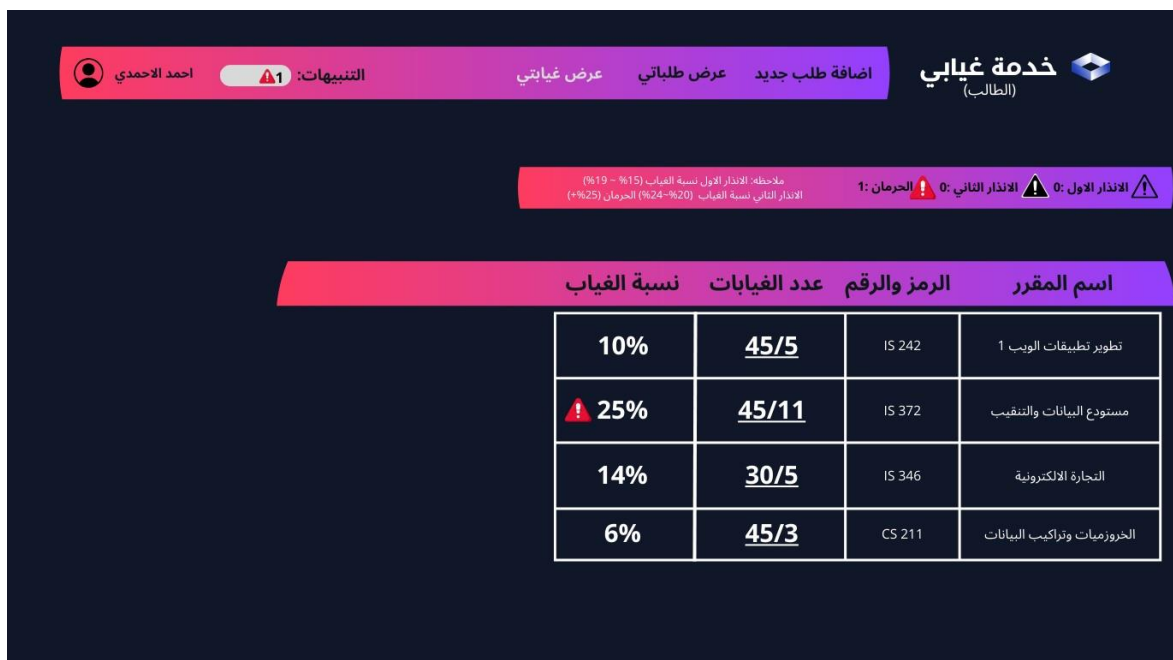 خدمة غيابي
(الطالب)
اضافة طلب جديد عرض طلباتي عرض غيابتي التنبيهات: 1 احمد الاحمدي
الانذار الاول :0 الانذار الثاني :0 الحرمان :1
ملاحظه: الانذار الاول نسبة الغياب (15% ~ 19%)
الانذار الثاني نسبة الغياب (20%~24%) الحرمان (25%+)
اسم المقرر الرمز والرقم عدد الغيابات نسبة الغياب
تطوير تطبيقات الويب 1 IS 242 45/5 10%
مستودع البيانات والتنقيب IS 372 45/11 25%
التجارة الالكترونية IS 346 30/5 14%
الخروزميات وتراكيب البيانات CS 211 45/3 6%